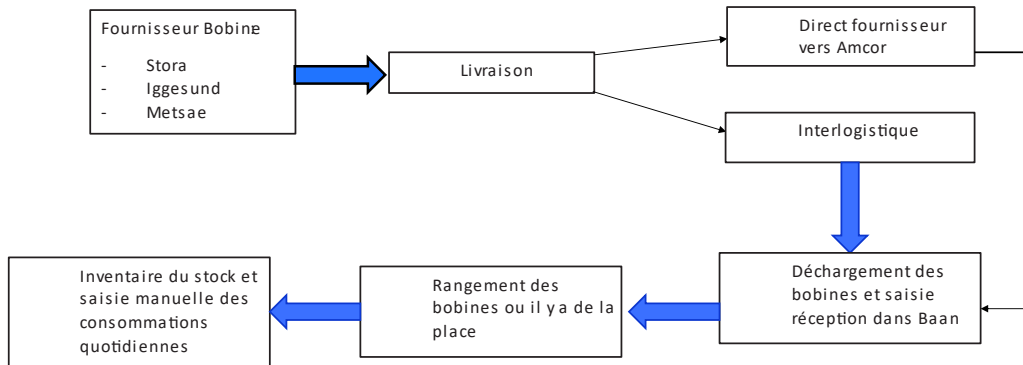 Fournisseur Bobine
- Stora
- Iggesund
- Metsae
Livraison
Direct fournisseur
vers Amcor
Interlogistique
Déchargement des
bobines et saisie
réception dans Baan
Rangement des
bobines ou il y a de la
place
Inventaire du stock et
saisie manuelle des
consommations
quotidiennes